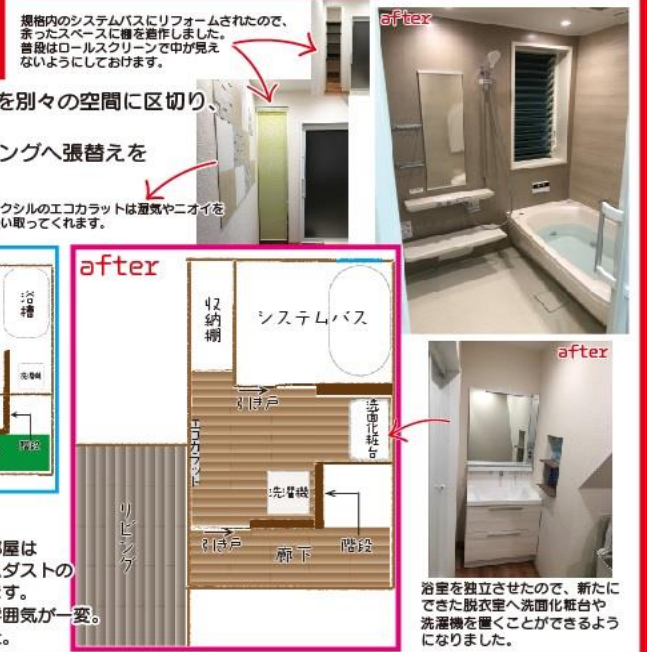 規格内のシステムバスにリフォームされたので、
余ったスペースに棚を造作しました。
普段はロールスクリーンで中が見え
ないようにしておけます。
after
を別々の空間に区切り、
ングへ張替えを
クシルのエコカラットは湿気やニオイを
い取ってくれます。
浴槽
洗濯機
階段
after
収納棚
システムバス
引き戸
洗面化粧台
エコカラット
洗濯機
リビング
引き戸
廊下
階段
after
部屋は
ダストの
ます。
雰囲気が一変。
た。
浴室を独立させたので、新たに
できた脱衣室へ洗面化粧台や
洗濯機を置くことができるよう
になりました。